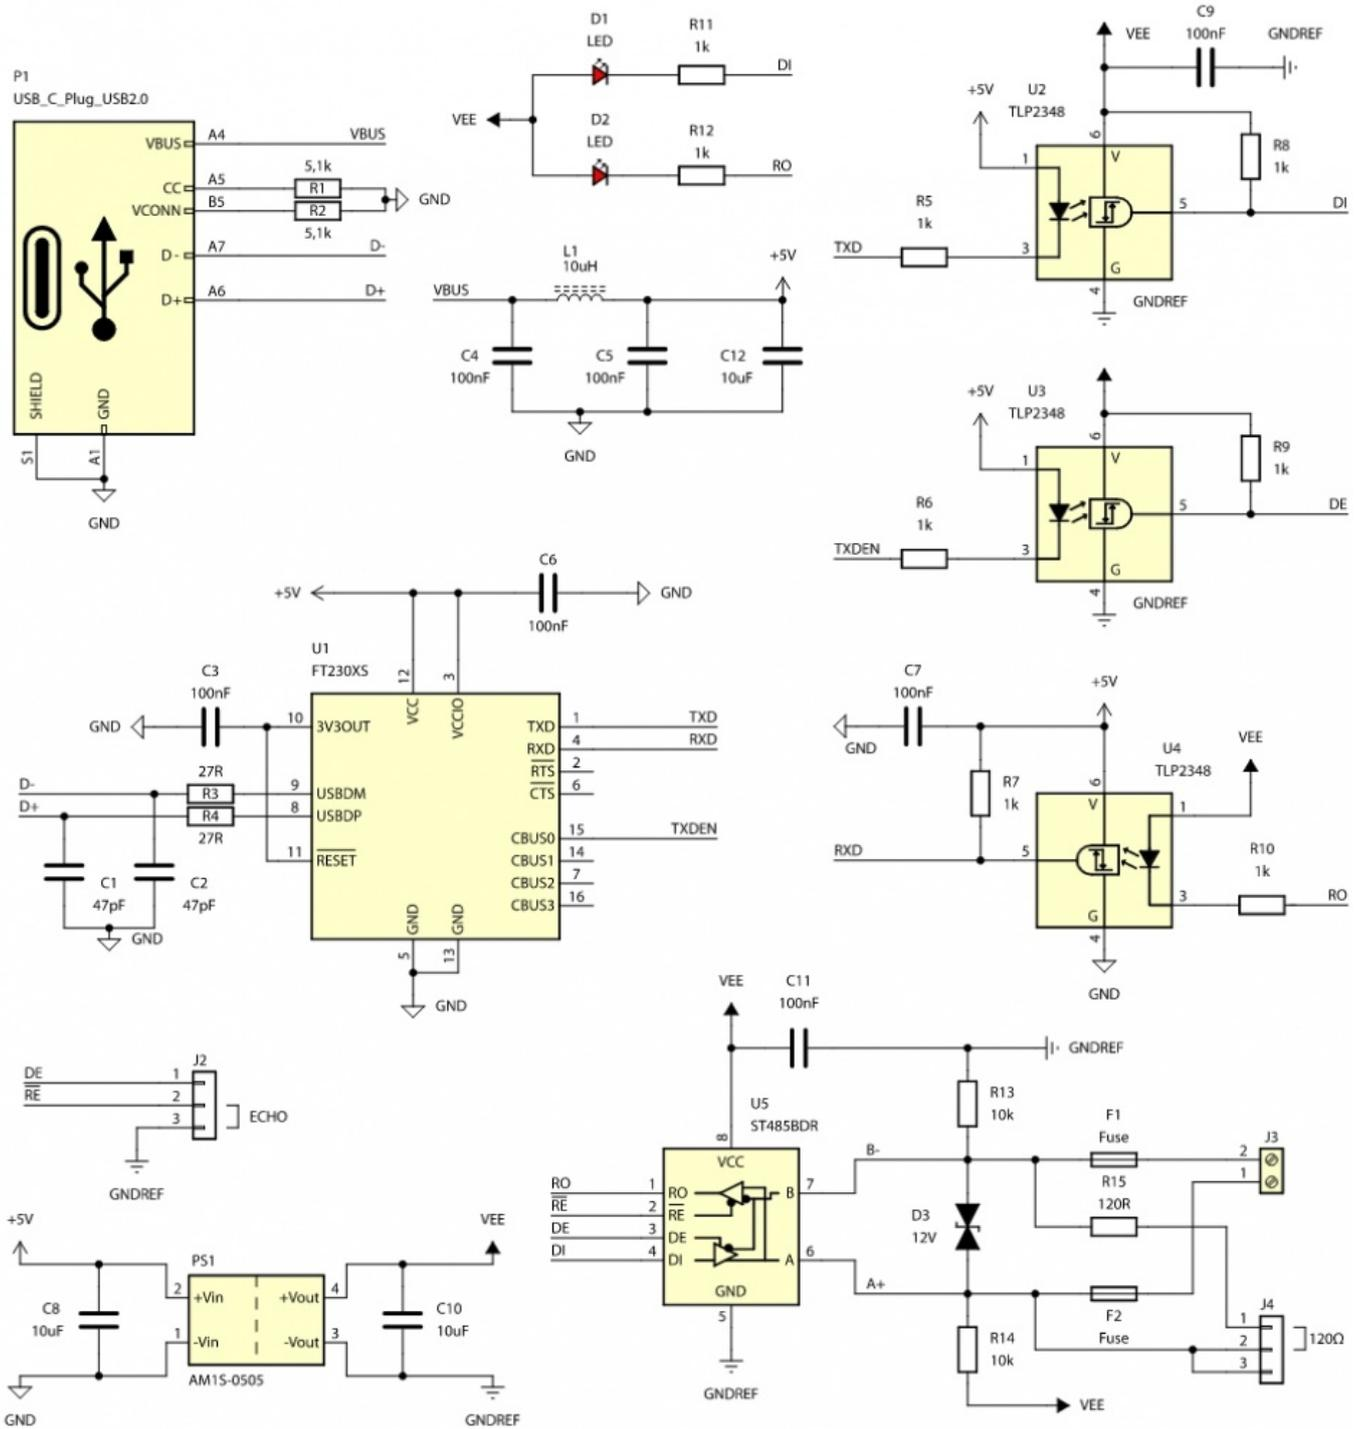 P1
USB_C_Plug_USB2.0
VBUS A4 VBUS
5,1k
CC A5 R1
VCONN B5 R2 GND
5,1k
D- A7 D-
D+ A6 D+
SHIELD
GND
S1
A1
GND
D1
LED
R11
1k
DI
VEE
D2
LED
R12
1k
RO
L1
10uH
+5V
VBUS
C4
100nF
C5
100nF
C12
10uF
GND
C9
100nF
VEE
GNDREF
+5V
U2
TLP2348
6
V
R8
1k
1
R5
1k
5
DI
TXD
3
G
4
GNDREF
+5V
U3
TLP2348
6
V
R9
1k
1
R6
1k
5
DE
TXDEN
3
G
4
GNDREF
C6
100nF
+5V
GND
U1
FT230XS
C3
100nF
12
3
VCC
VCCIO
GND
10 3V3OUT
TXD 1 TXD
RXD 4 RXD
RTS 2
CTS 6
27R
D- R3 9 USBDM
D+ R4 8 USBDP
27R
CBUS0 15 TXDEN
11 RESET
CBUS1 14
CBUS2 7
CBUS3 16
C1
47pF
C2
47pF
GND
GND
GND
5
13
GND
C7
100nF
+5V
GND
U4
TLP2348
VEE
6
V
R7
1k
1
R10
1k
RXD
5
3
RO
G
4
GND
J2
DE 1
RE 2
3
ECHO
GNDREF
+5V
VEE
PS1
C8
10uF
2 +Vin
+Vout 4
C10
10uF
1 -Vin
-Vout 3
AM1S-0505
GND
GNDREF
VEE
C11
100nF
GNDREF
U5
ST485BDR
R13
10k
8
VCC
B-
F1
Fuse
J3
2
1
RO 1 RO
B 7
R15
120R
RE 2 RE
DE 3 DE
D3
12V
DI 4 DI
A 6
A+
GND
5
GNDREF
F2
Fuse
R14
10k
VEE
J4
1
2
3
120Ω